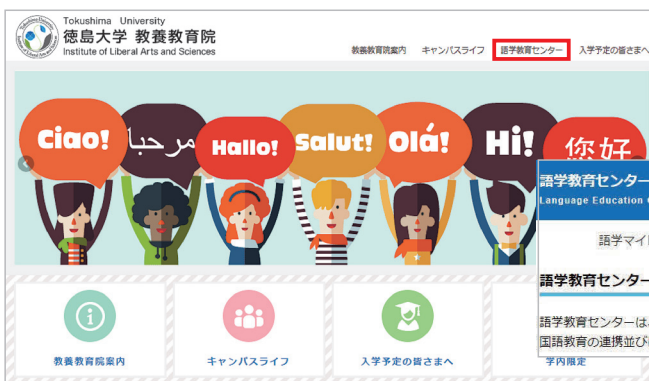 Tokushima University
徳島大学 教養教育院
Institute of Liberal Arts and Sciences
教養教育院案内 キャンパスライフ 語学教育センター 入学予定の皆さまへ
Ciao! مرحبا Hallo! Salut! Olá! Hi! 您好
語学教育センター
Language Education
語学マイ
語学教育センター
語学教育センターは
国語教育の連携並び
教養教育院案内 キャンパスライフ 入学予定の皆さまへ 学内限定